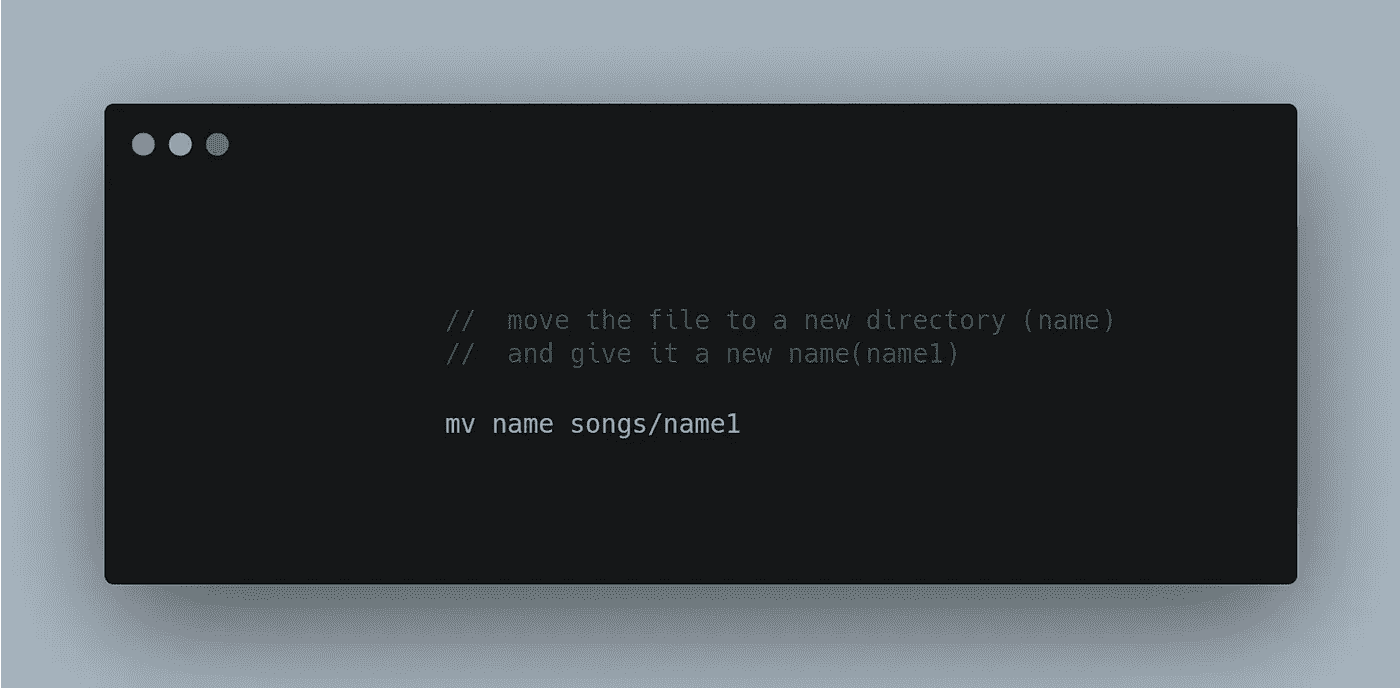 //  move the file to a new directory (name)
//  and give it a new name(name1)
mv name songs/name1